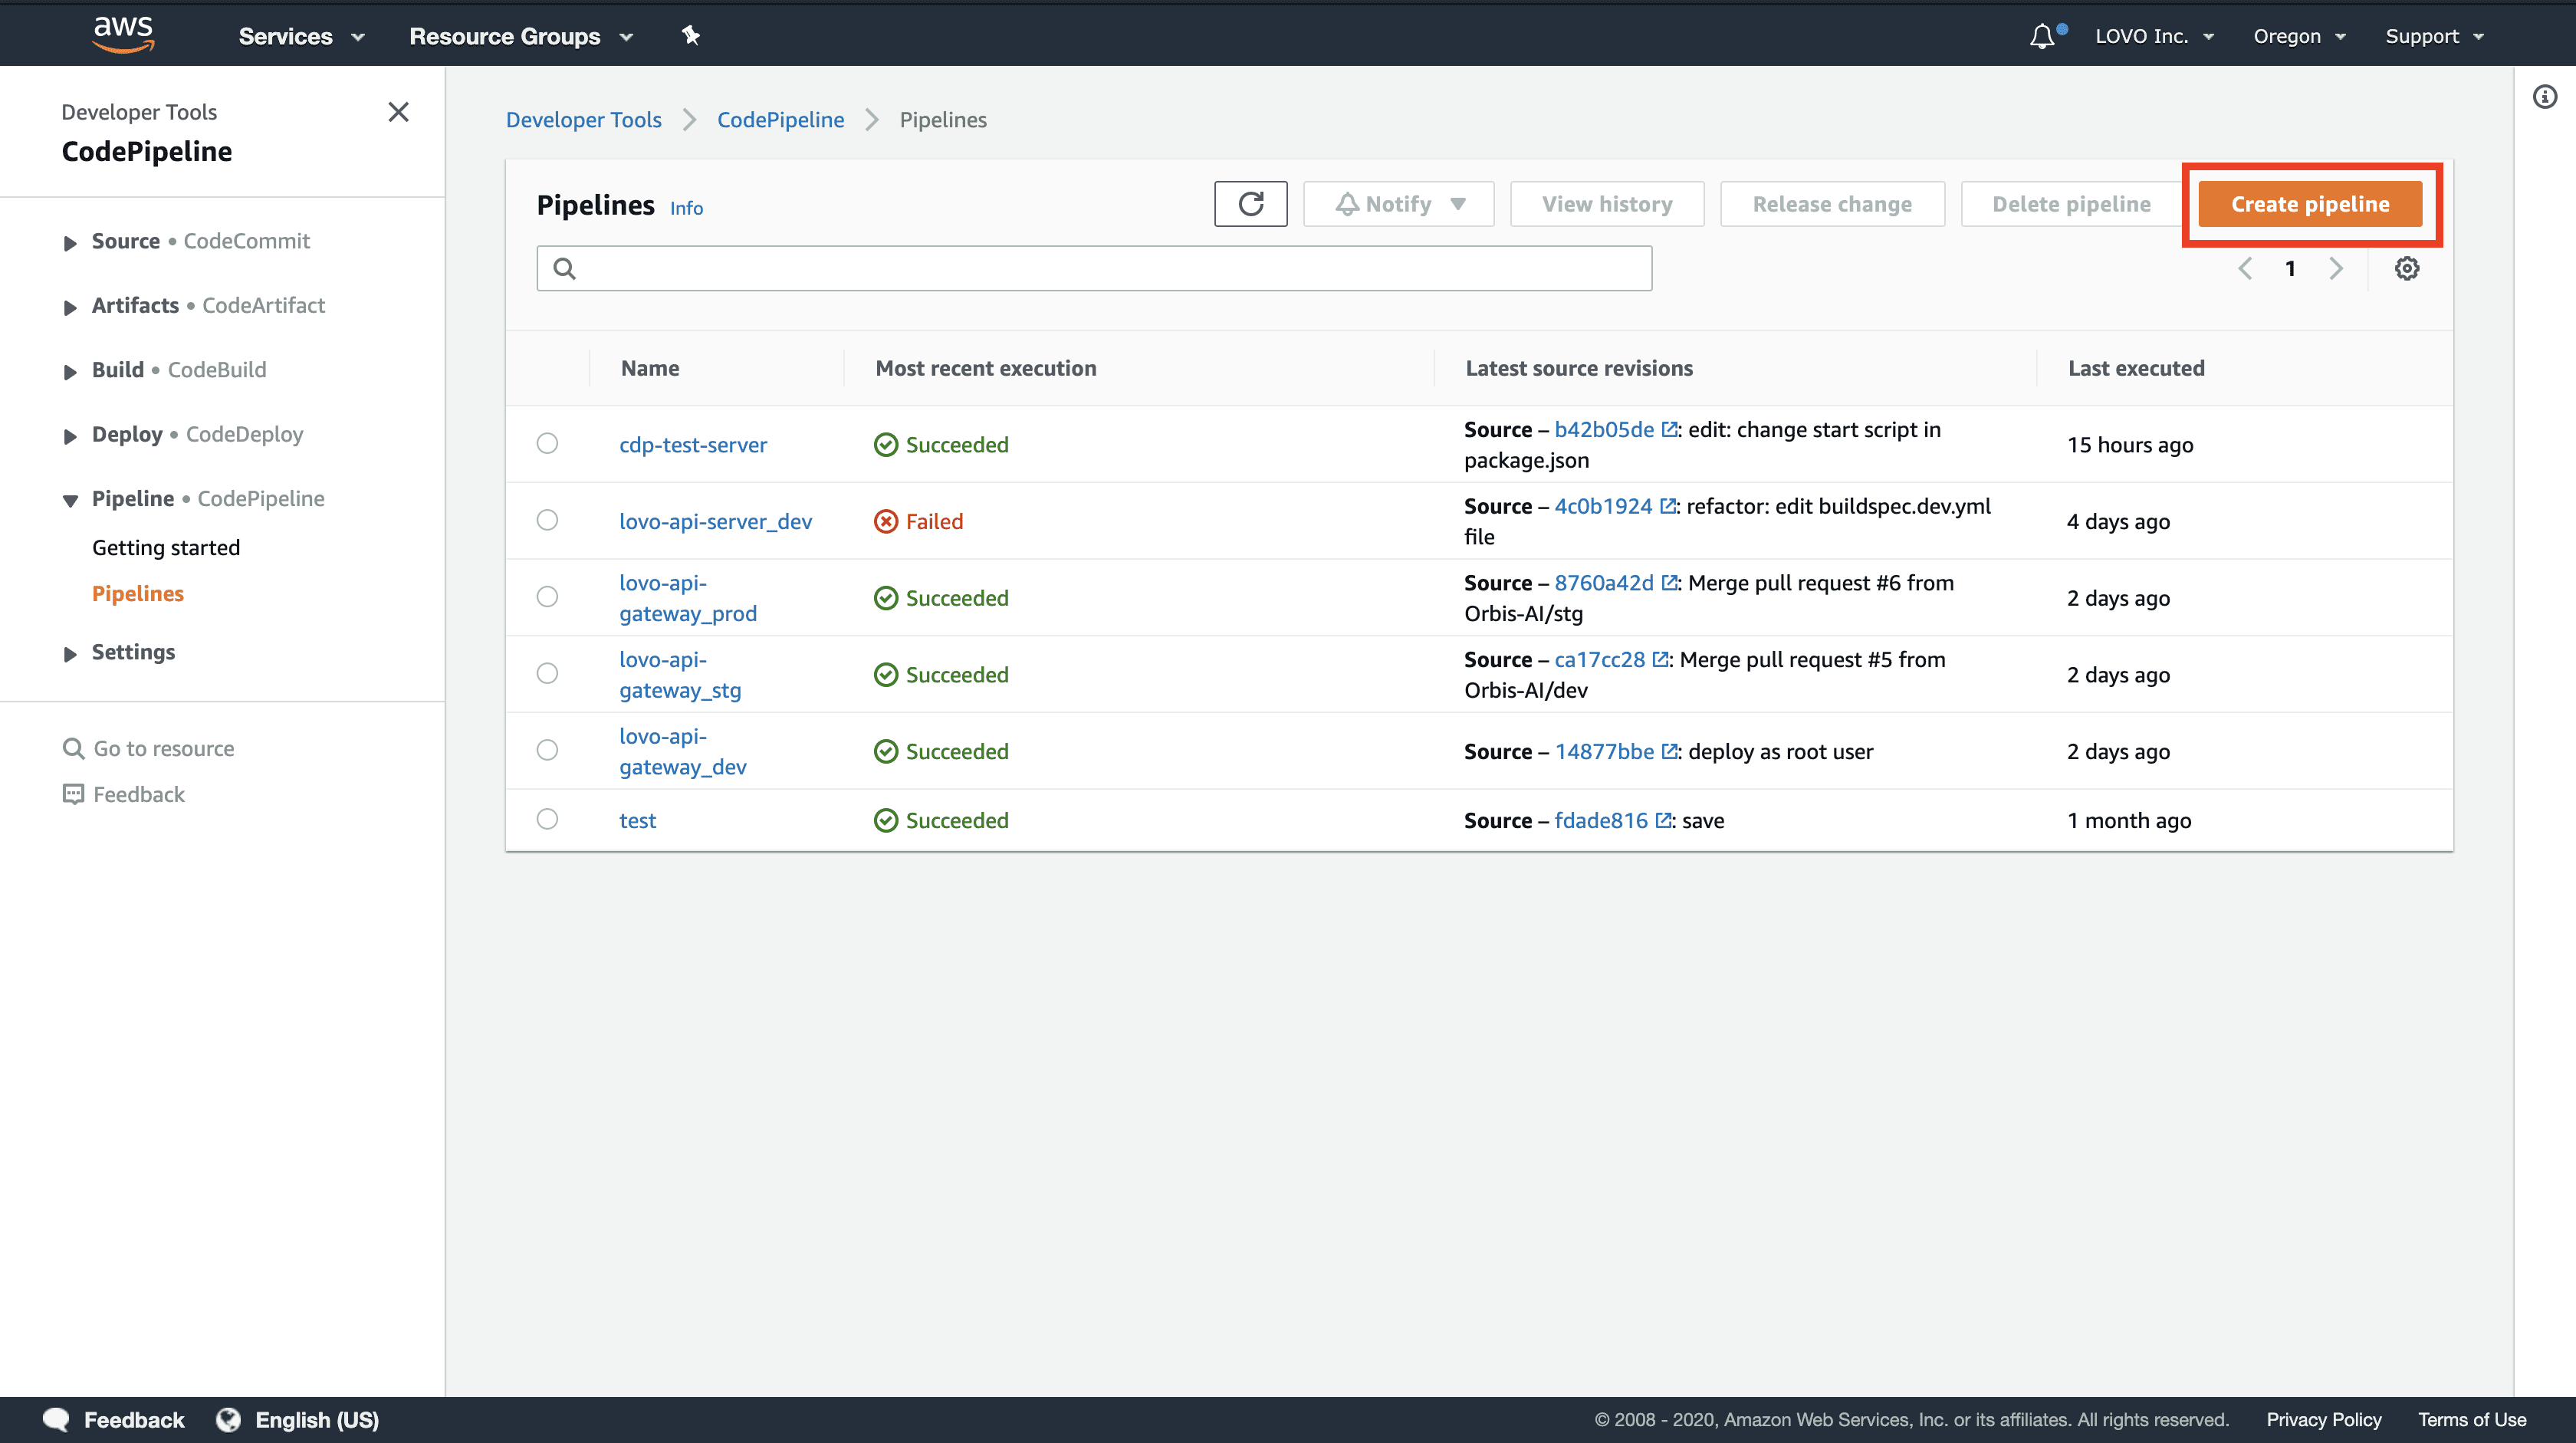 aws
Services
Resource Groups
LOVO Inc.
Oregon
Support
Developer Tools
CodePipeline
Source • CodeCommit
Artifacts • CodeArtifact
Build • CodeBuild
Deploy • CodeDeploy
Pipeline • CodePipeline
Getting started
Pipelines
Settings
Go to resource
Feedback
Developer Tools
CodePipeline
Pipelines
Pipelines Info
Notify
View history
Release change
Delete pipeline
Create pipeline
1
Name
Most recent execution
Latest source revisions
Last executed
cdp-test-server
Succeeded
Source – b42b05de : edit: change start script in
package.json
15 hours ago
lovo-api-server_dev
Failed
Source – 4c0b1924 : refactor: edit buildspec.dev.yml
file
4 days ago
lovo-api-
gateway_prod
Succeeded
Source – 8760a42d : Merge pull request #6 from
Orbis-AI/stg
2 days ago
lovo-api-
gateway_stg
Succeeded
Source – ca17cc28 : Merge pull request #5 from
Orbis-AI/dev
2 days ago
lovo-api-
gateway_dev
Succeeded
Source – 14877bbe : deploy as root user
2 days ago
test
Succeeded
Source – fdade816 : save
1 month ago
Feedback
English (US)
© 2008 - 2020, Amazon Web Services, Inc. or its affiliates. All rights reserved.
Privacy Policy
Terms of Use